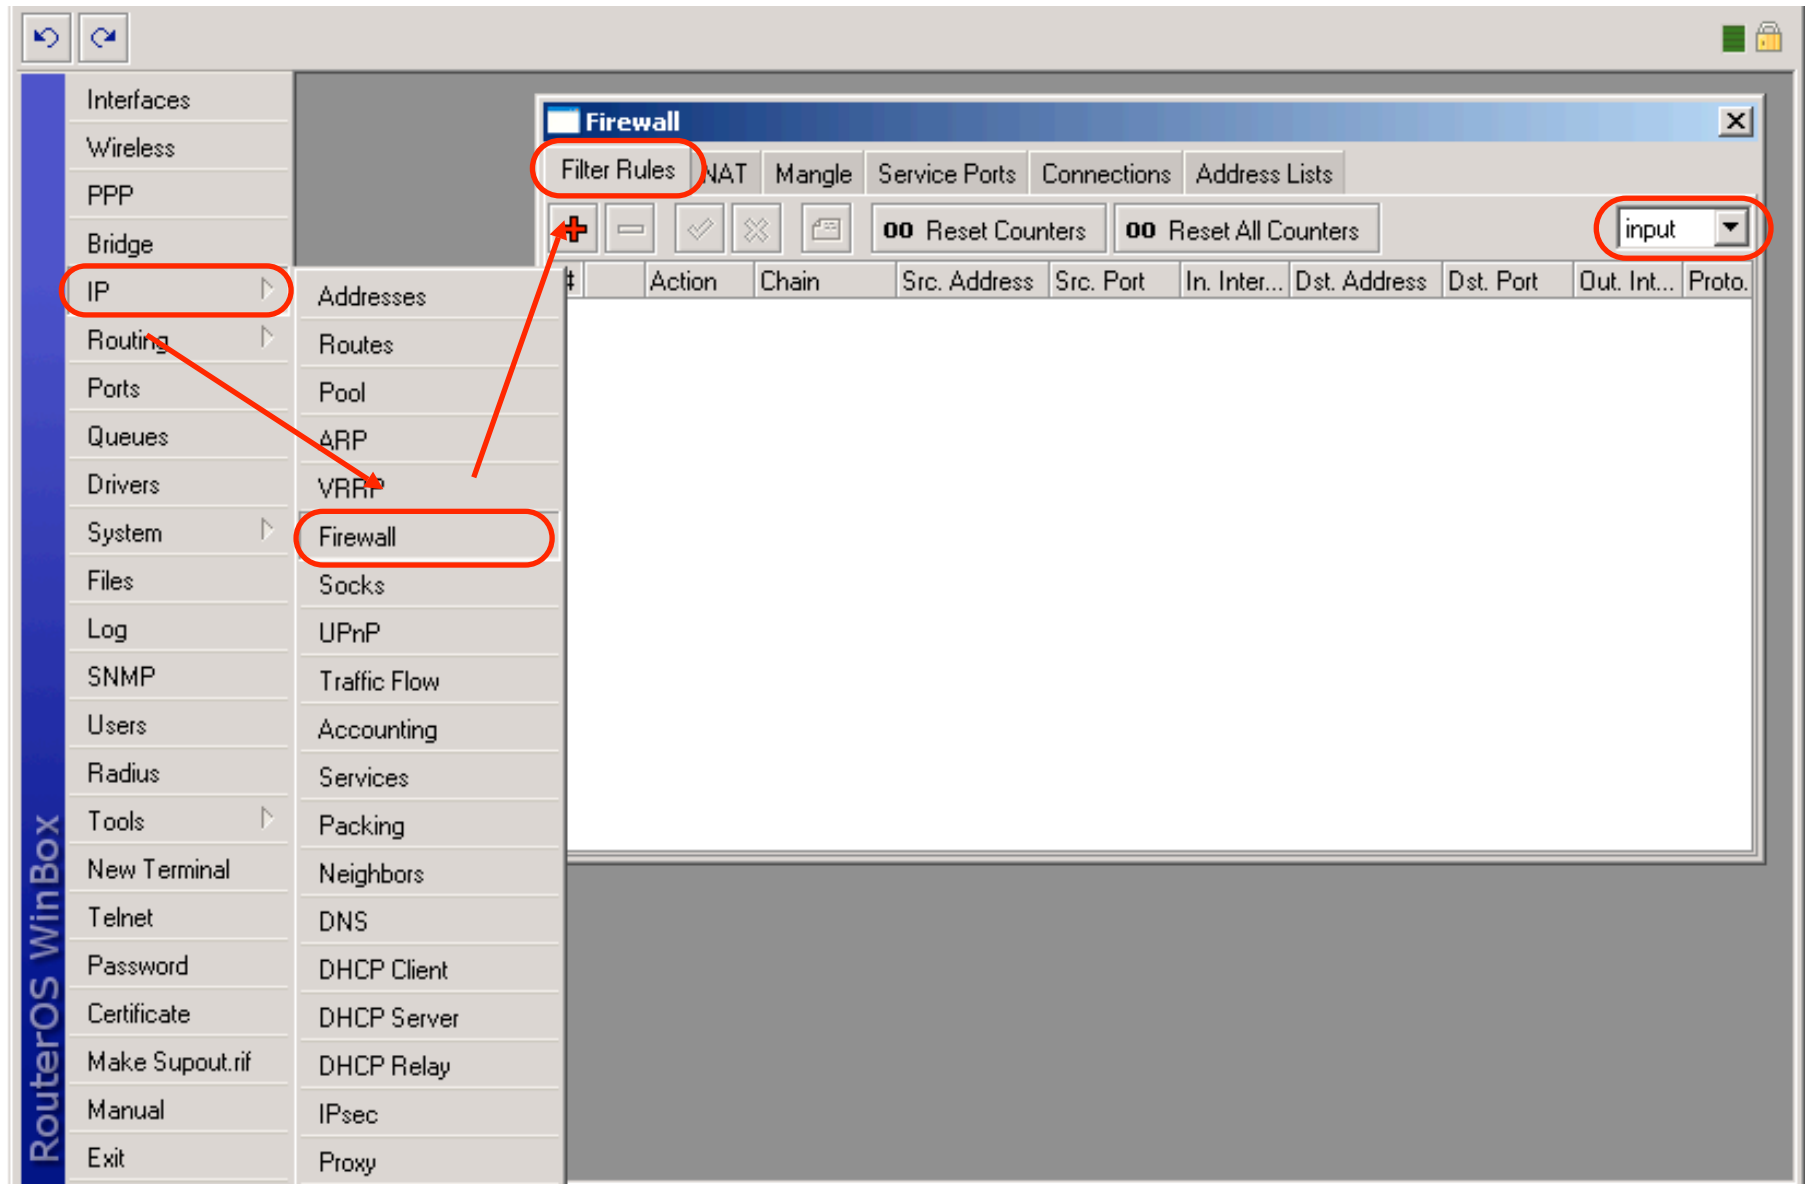 Interfaces
Wireless
PPP
Bridge
IP
Routing
Ports
Queues
Drivers
System
Files
Log
SNMP
Users
Radius
Tools
New Terminal
Telnet
Password
Certificate
Make Supout.rif
Manual
Exit
RouterOS WinBox
Addresses
Routes
Pool
ARP
VRRP
Firewall
Socks
UPnP
Traffic Flow
Accounting
Services
Packing
Neighbors
DNS
DHCP Client
DHCP Server
DHCP Relay
IPsec
Proxy
Firewall
Filter Rules NAT Mangle Service Ports Connections Address Lists
00 Reset Counters 00 Reset All Counters input
# Action Chain Src. Address Src. Port In. Inter... Dst. Address Dst. Port Out. Int... Proto.